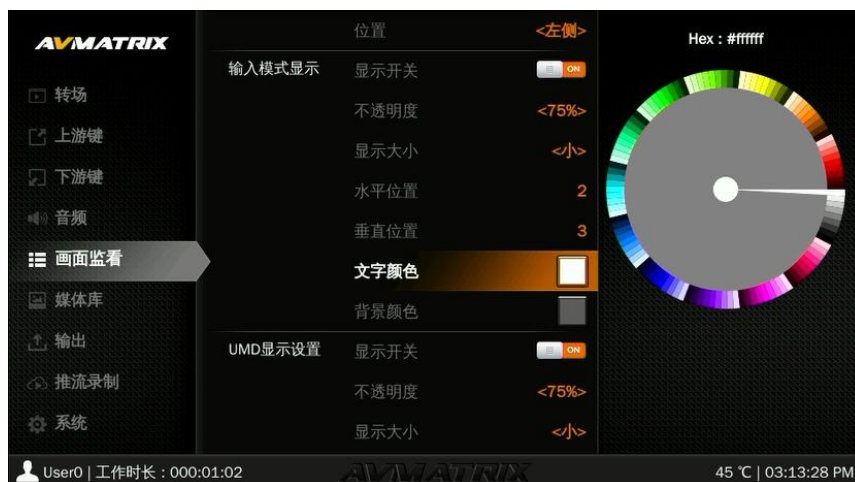 AVMATRIX
转场
上游键
下游键
音频
画面监看
媒体库
输出
推流录制
系统
位置 <左侧>
输入模式显示 显示开关 ON
不透明度 <75%>
显示大小 <小>
水平位置 2
垂直位置 3
文字颜色
背景颜色
UMD显示设置 显示开关 ON
不透明度 <75%>
显示大小 <小>
Hex : #ffffff
User0 | 工作时长 : 000:01:02
AVMATRIX
45 ℃ | 03:13:28 PM